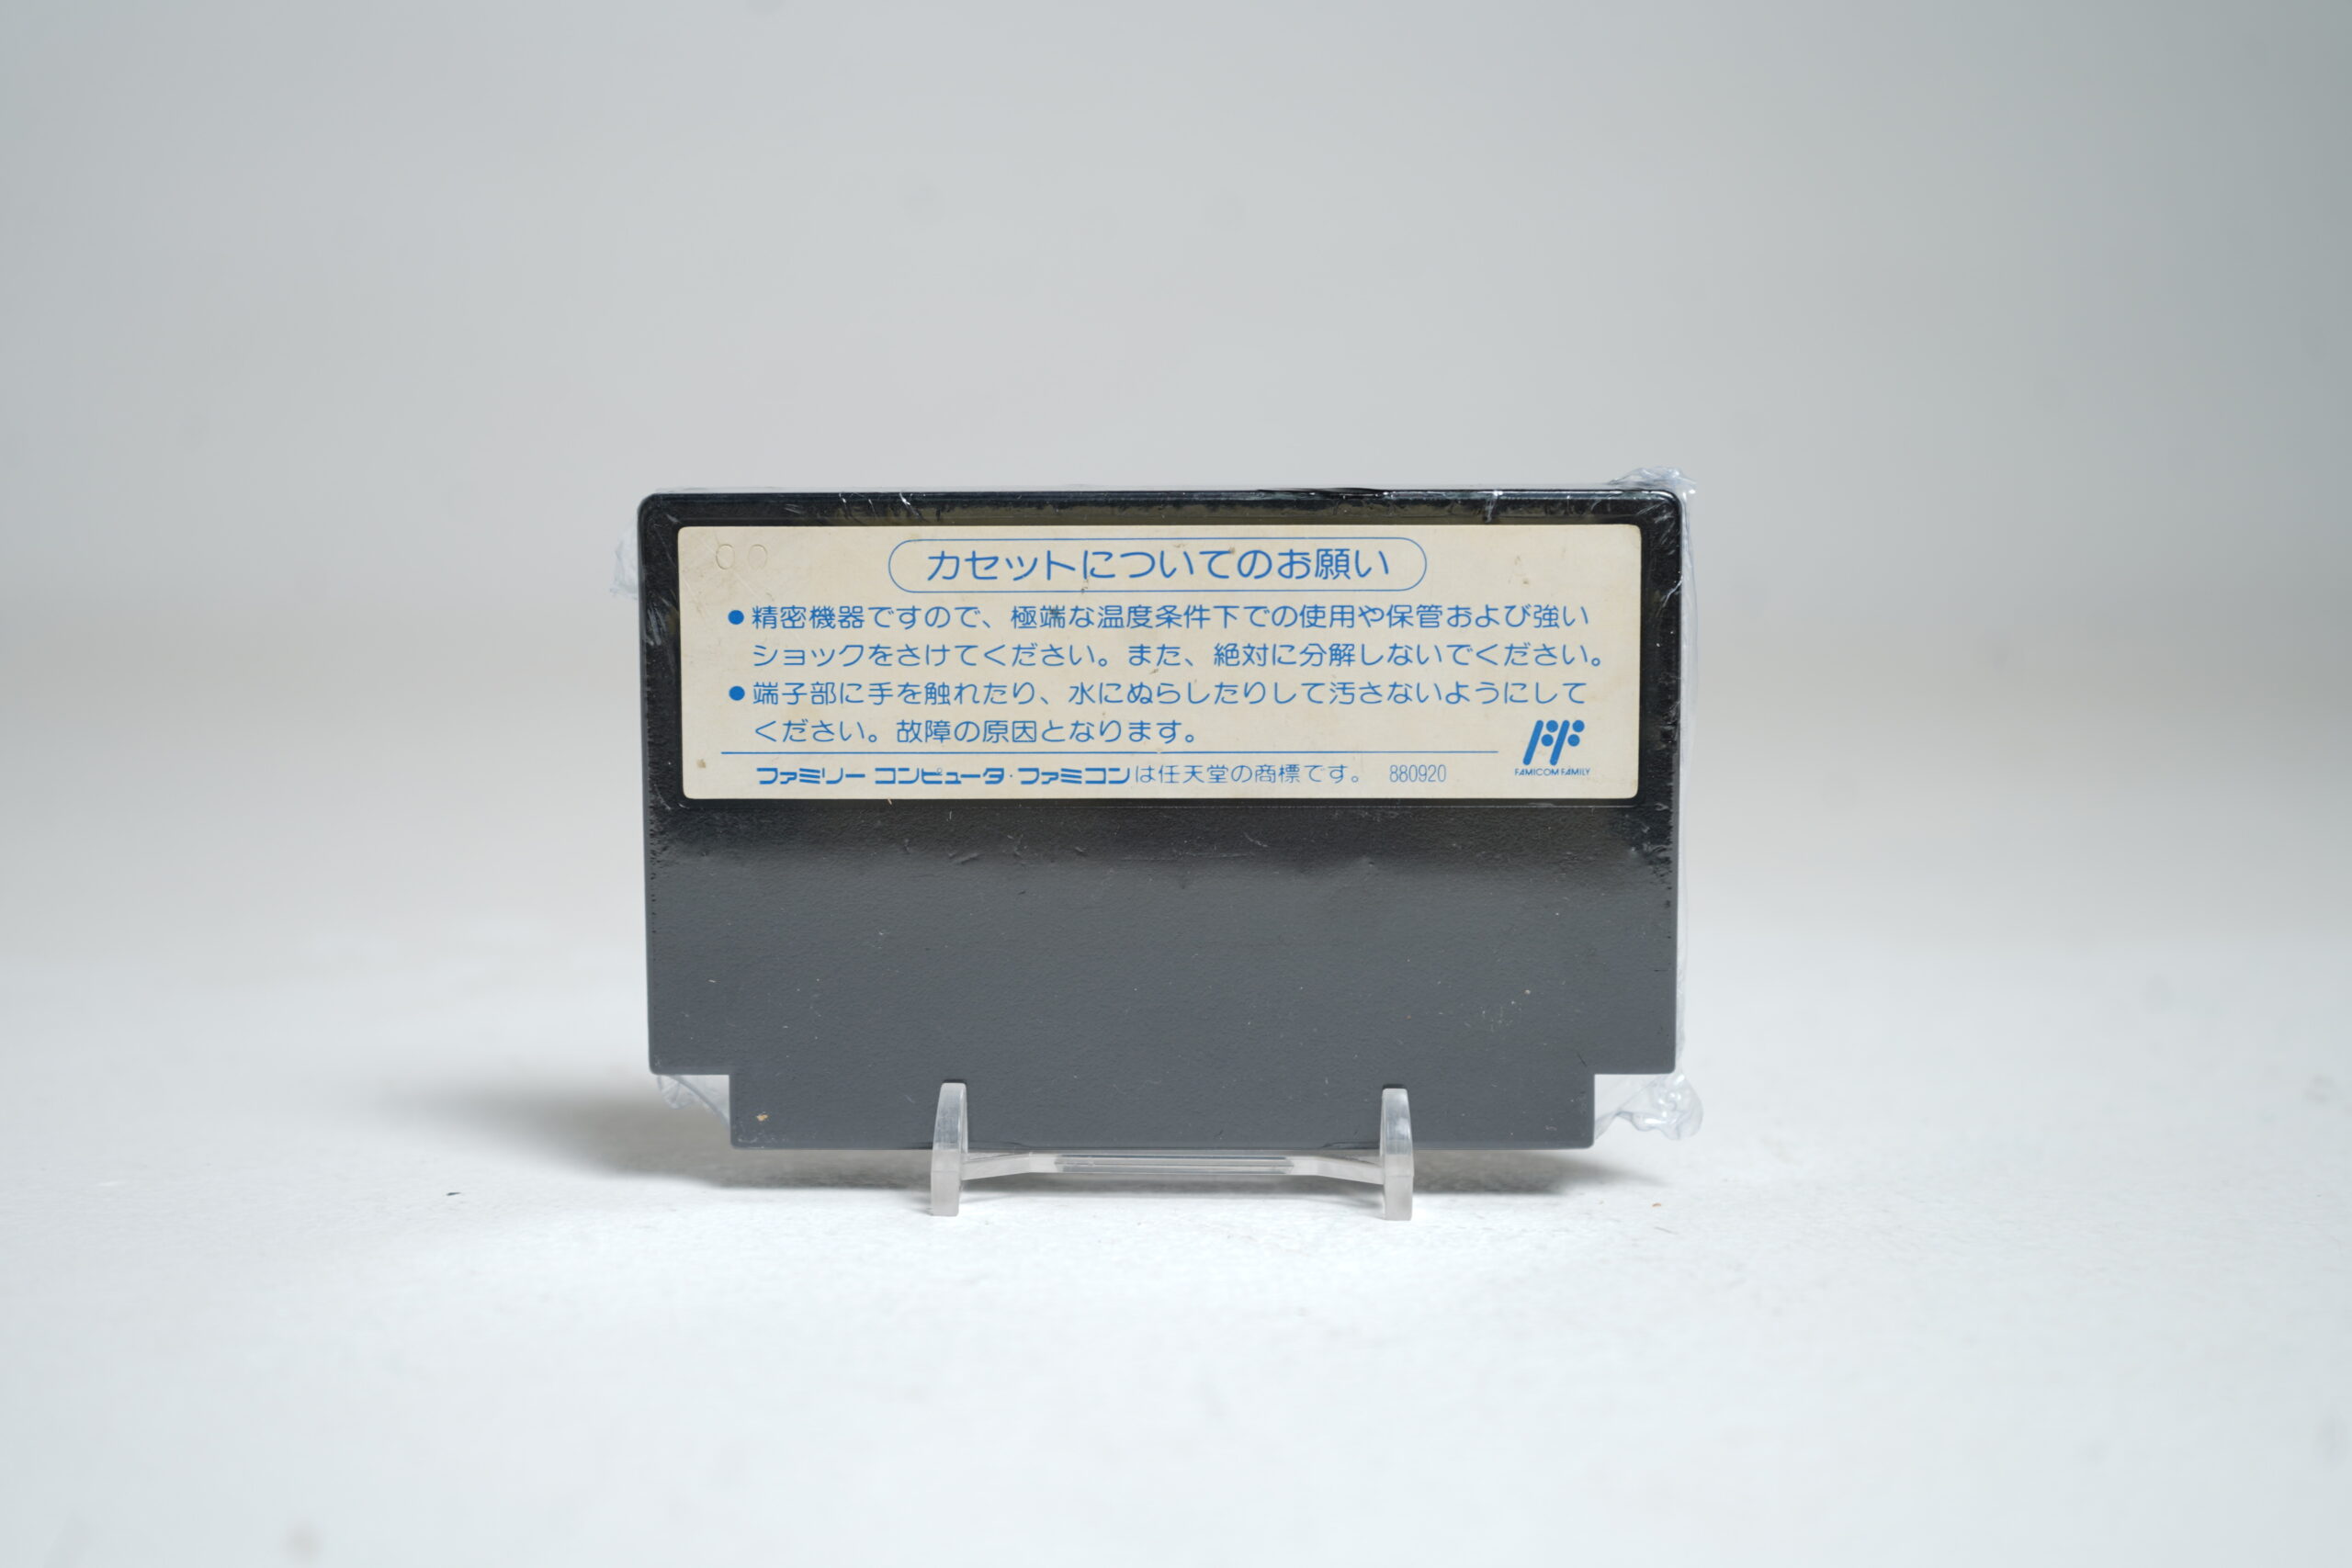 00
カセットについてのお願い
●精密機器ですので、極端な温度条件下での使用や保管および強い
ショックをさけてください。また、絶対に分解しないでください。
●端子部に手を触れたり、水にぬらしたりして汚さないようにして
ください。故障の原因となります。
FAMICOM FAMILY
ファミリー コンピュータ・ファミコンは任天堂の商標です。 880920